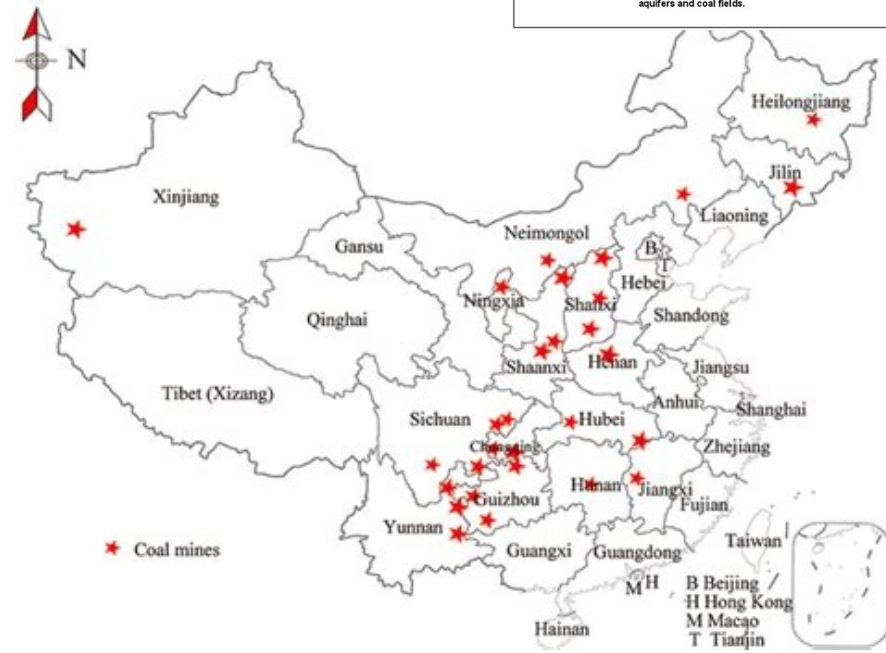 aquifers and coal fields.
N
Heilongjiang
Jilin
Xinjiang
Liaoning
Neimongol
Gansu
B
T
Hebei
Ningxia
Shanxi
Qinghai
Shandong
Shaanxi
Henan
Jiangsu
Tibet (Xizang)
Anhui
Shanghai
Sichuan
Hubei
Chongqing
Zhejiang
Hunan
Jiangxi
Guizhou
Fujian
Yunnan
Taiwan
Coal mines
Guangxi
Guangdong
M H
B Beijing
H Hong Kong
M Macao
T Tianjin
Hainan